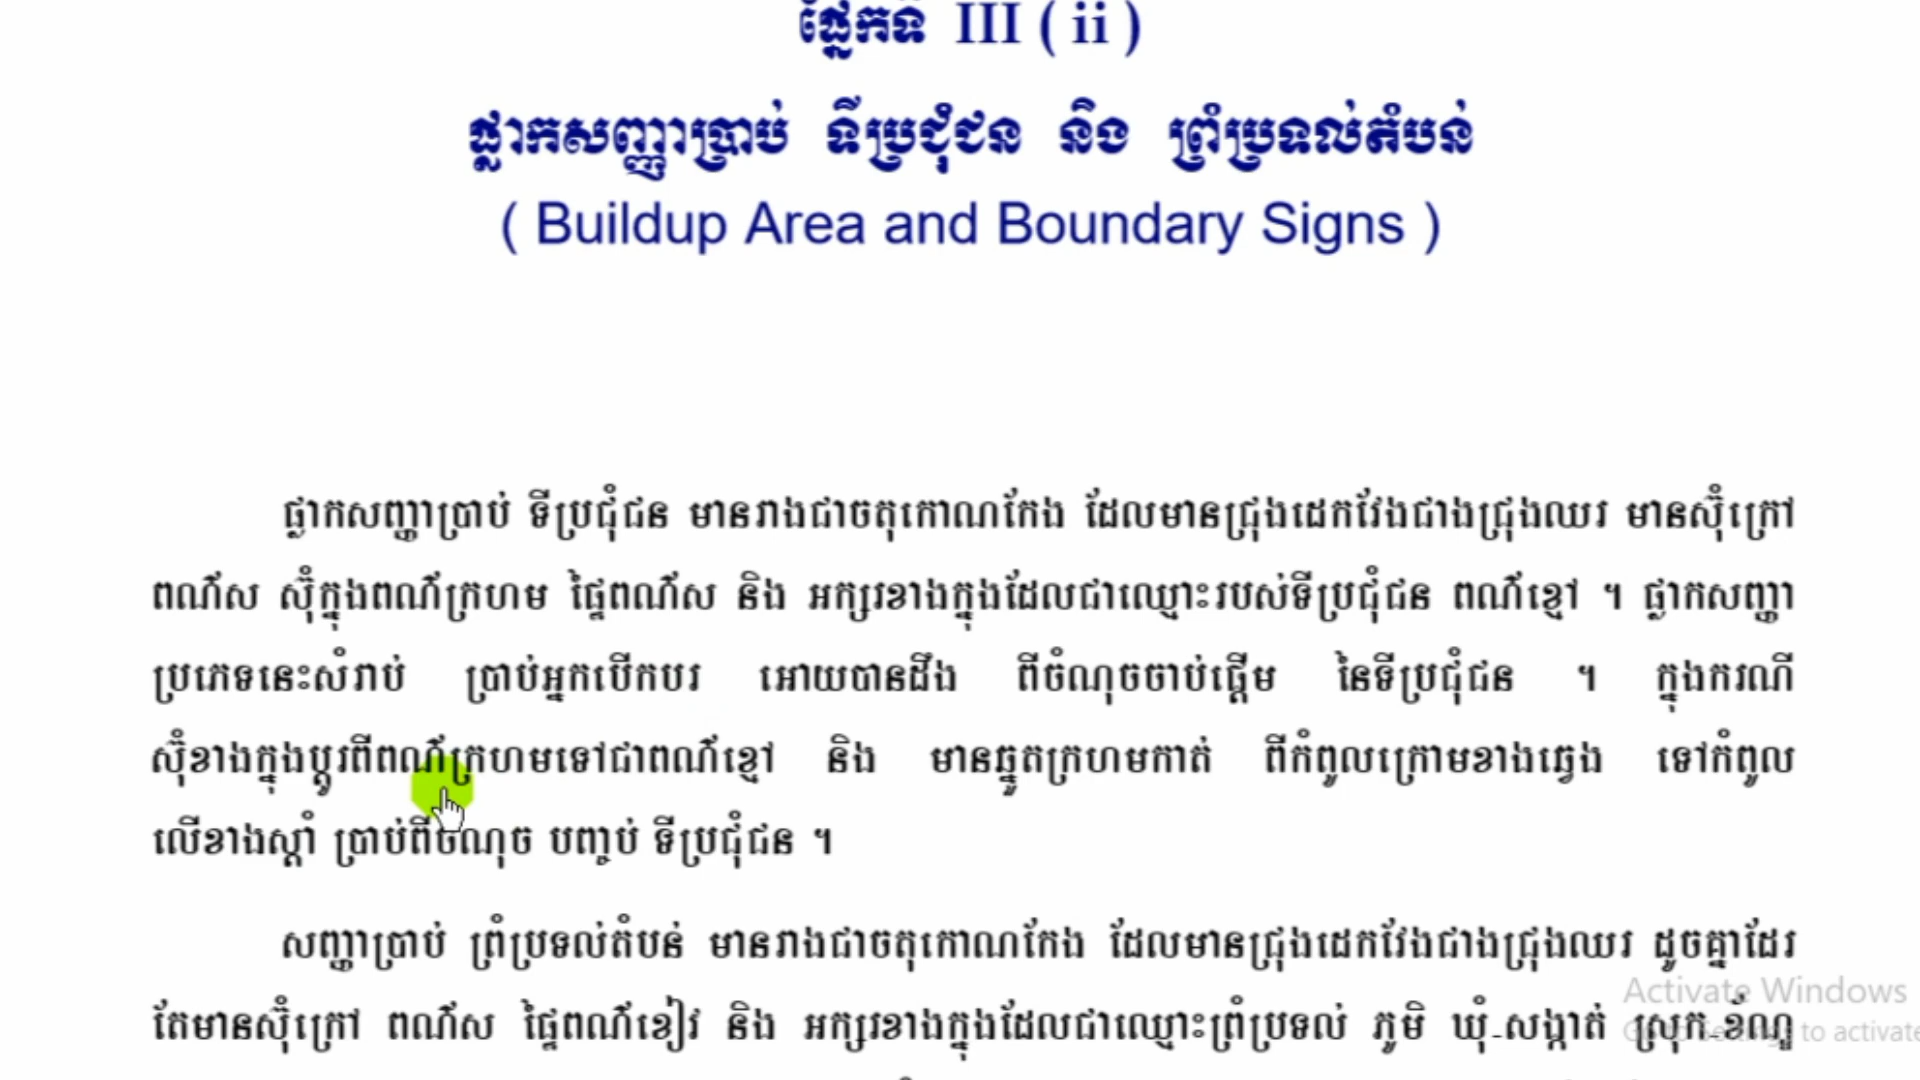 ផ្នែកទី III ( ii )
ផ្លាកសញ្ញាប្រាប់ ទីប្រជុំជន និង ព្រំប្រទល់តំបន់
( Buildup Area and Boundary Signs )
ផ្លាកសញ្ញាប្រាប់ ទីប្រជុំជន មានរាងជាចតុកោណកែង ដែលមានជ្រុងដេកវែងជាងជ្រុងឈរ មានស៊ុំក្រៅ
ពណ៌ស ស៊ុំក្នុងពណ៌ក្រហម ផ្ទៃពណ៌ស និង អក្សរខាងក្នុងដែលជាឈ្មោះរបស់ទីប្រជុំជន ពណ៌ខ្មៅ ។ ផ្លាកសញ្ញា
ប្រភេទនេះសំរាប់ ប្រាប់អ្នកបើកបរ អោយបានដឹង ពីចំណុចចាប់ផ្តើម នៃទីប្រជុំជន ។ ក្នុងករណី
ស៊ុំខាងក្នុងប្តូរពីពណ៌ក្រហមទៅជាពណ៌ខ្មៅ និង មានឆ្នូតក្រហមកាត់ ពីកំពូលក្រោមខាងឆ្វេង ទៅកំពូល
លើខាងស្តាំ ប្រាប់ពីចំណុច បញ្ចប់ ទីប្រជុំជន ។
សញ្ញាប្រាប់ ព្រំប្រទល់តំបន់ មានរាងជាចតុកោណកែង ដែលមានជ្រុងដេកវែងជាងជ្រុងឈរ ដូចគ្នាដែរ
តែមានស៊ុំក្រៅ ពណ៌ស ផ្ទៃពណ៌ខៀវ និង អក្សរខាងក្នុងដែលជាឈ្មោះព្រំប្រទល់ ភូមិ ឃុំ-សង្កាត់ ស្រុក-ខ័ណ្ឌ
Activate Windows
Go to Settings to activate